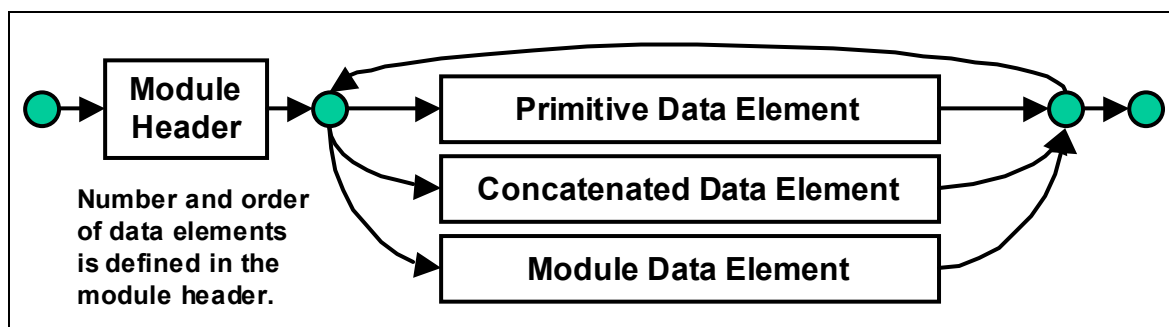 Module
Header
Primitive Data Element
Concatenated Data Element
Module Data Element
Number and order
of data elements
is defined in the
module header.